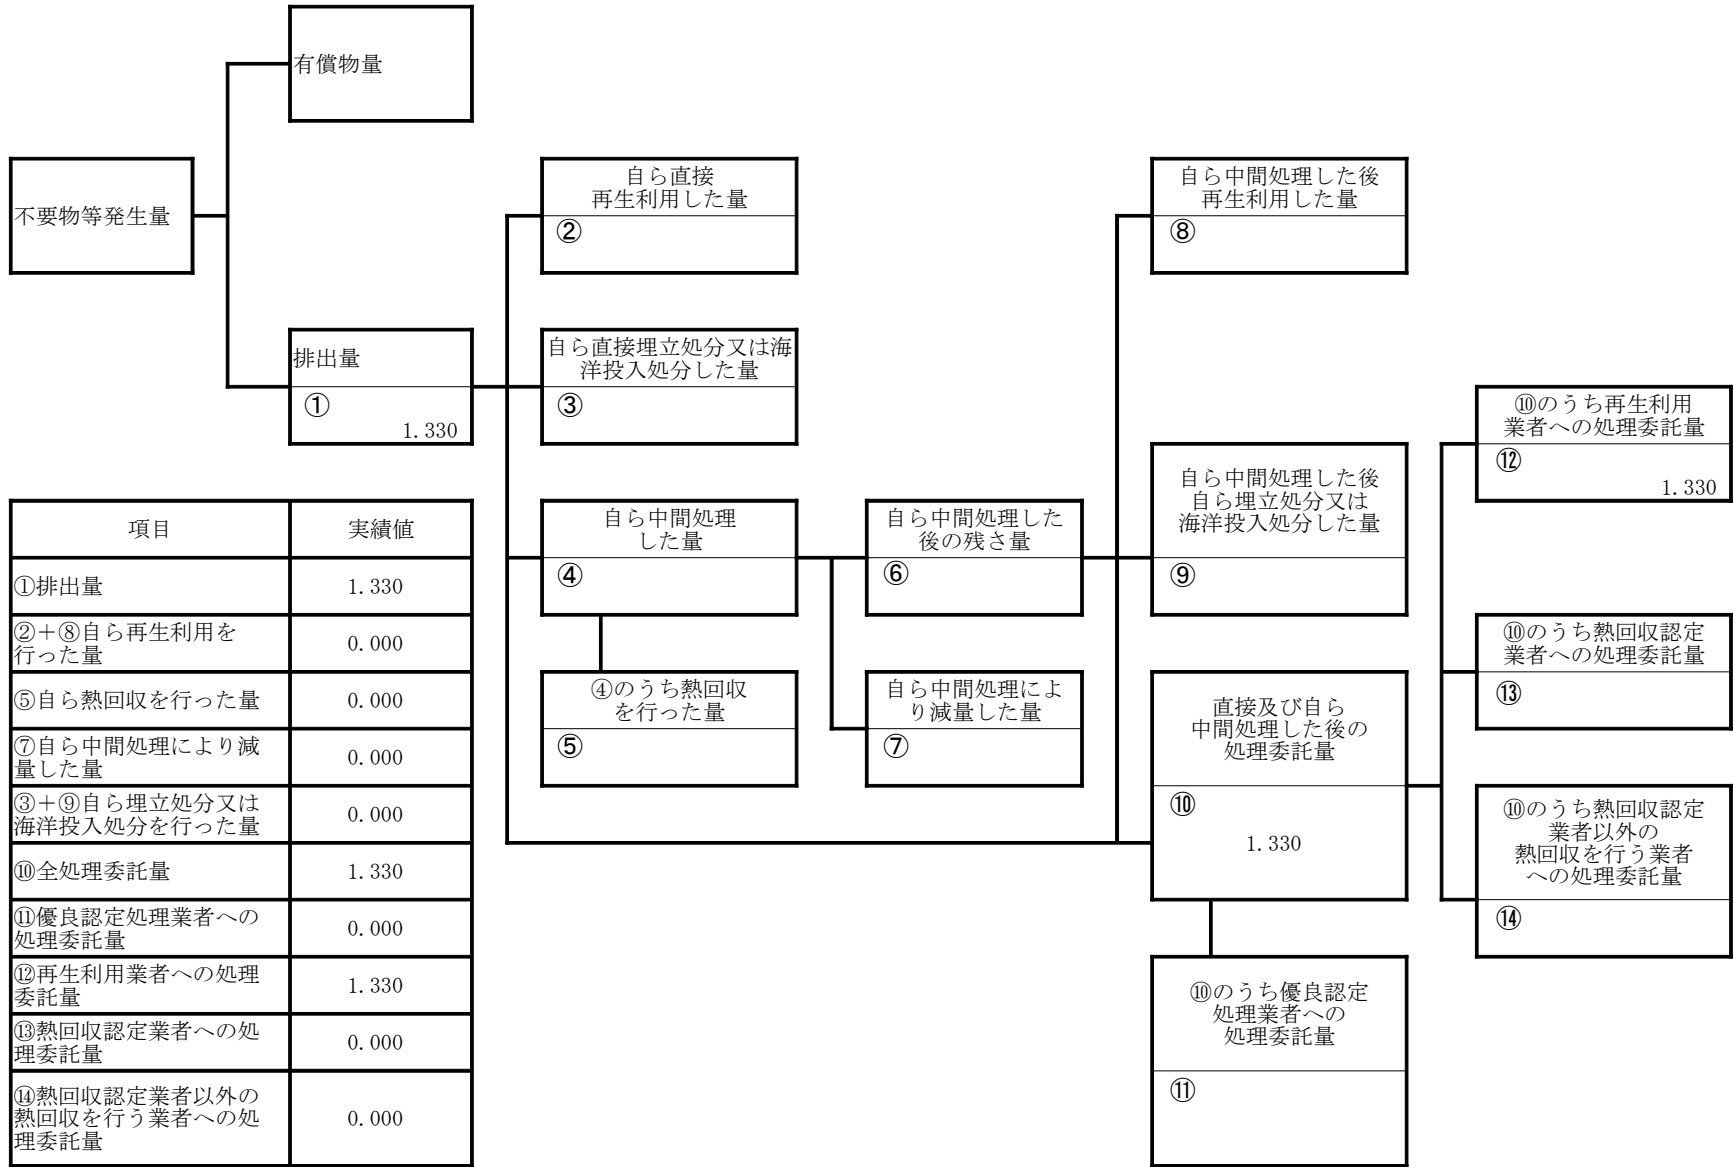 有償物量
不要物等発生量
自ら直接
再生利用した量
②
自ら中間処理した後
再生利用した量
⑧
排出量
①
1.330
自ら直接埋立処分又は海
洋投入処分した量
③
⑩のうち再生利用
業者への処理委託量
⑫
1.330
自ら中間処理
した量
④
自ら中間処理した
後の残さ量
⑥
自ら中間処理した後
自ら埋立処分又は
海洋投入処分した量
⑨
⑩のうち熱回収認定
業者への処理委託量
⑬
④のうち熱回収
を行った量
⑤
自ら中間処理によ
り減量した量
⑦
直接及び自ら
中間処理した後の
処理委託量
⑩
1.330
⑩のうち熱回収認定
業者以外の
熱回収を行う業者
への処理委託量
⑭
⑩のうち優良認定
処理業者への
処理委託量
⑪
項目 実績値
①排出量 1.330
②＋⑧自ら再生利用を
行った量 0.000
⑤自ら熱回収を行った量 0.000
⑦自ら中間処理により減
量した量 0.000
③＋⑨自ら埋立処分又は
海洋投入処分を行った量 0.000
⑩全処理委託量 1.330
⑪優良認定処理業者への
処理委託量 0.000
⑫再生利用業者への処理
委託量 1.330
⑬熱回収認定業者への処
理委託量 0.000
⑭熱回収認定業者以外の
熱回収を行う業者への処
理委託量 0.000